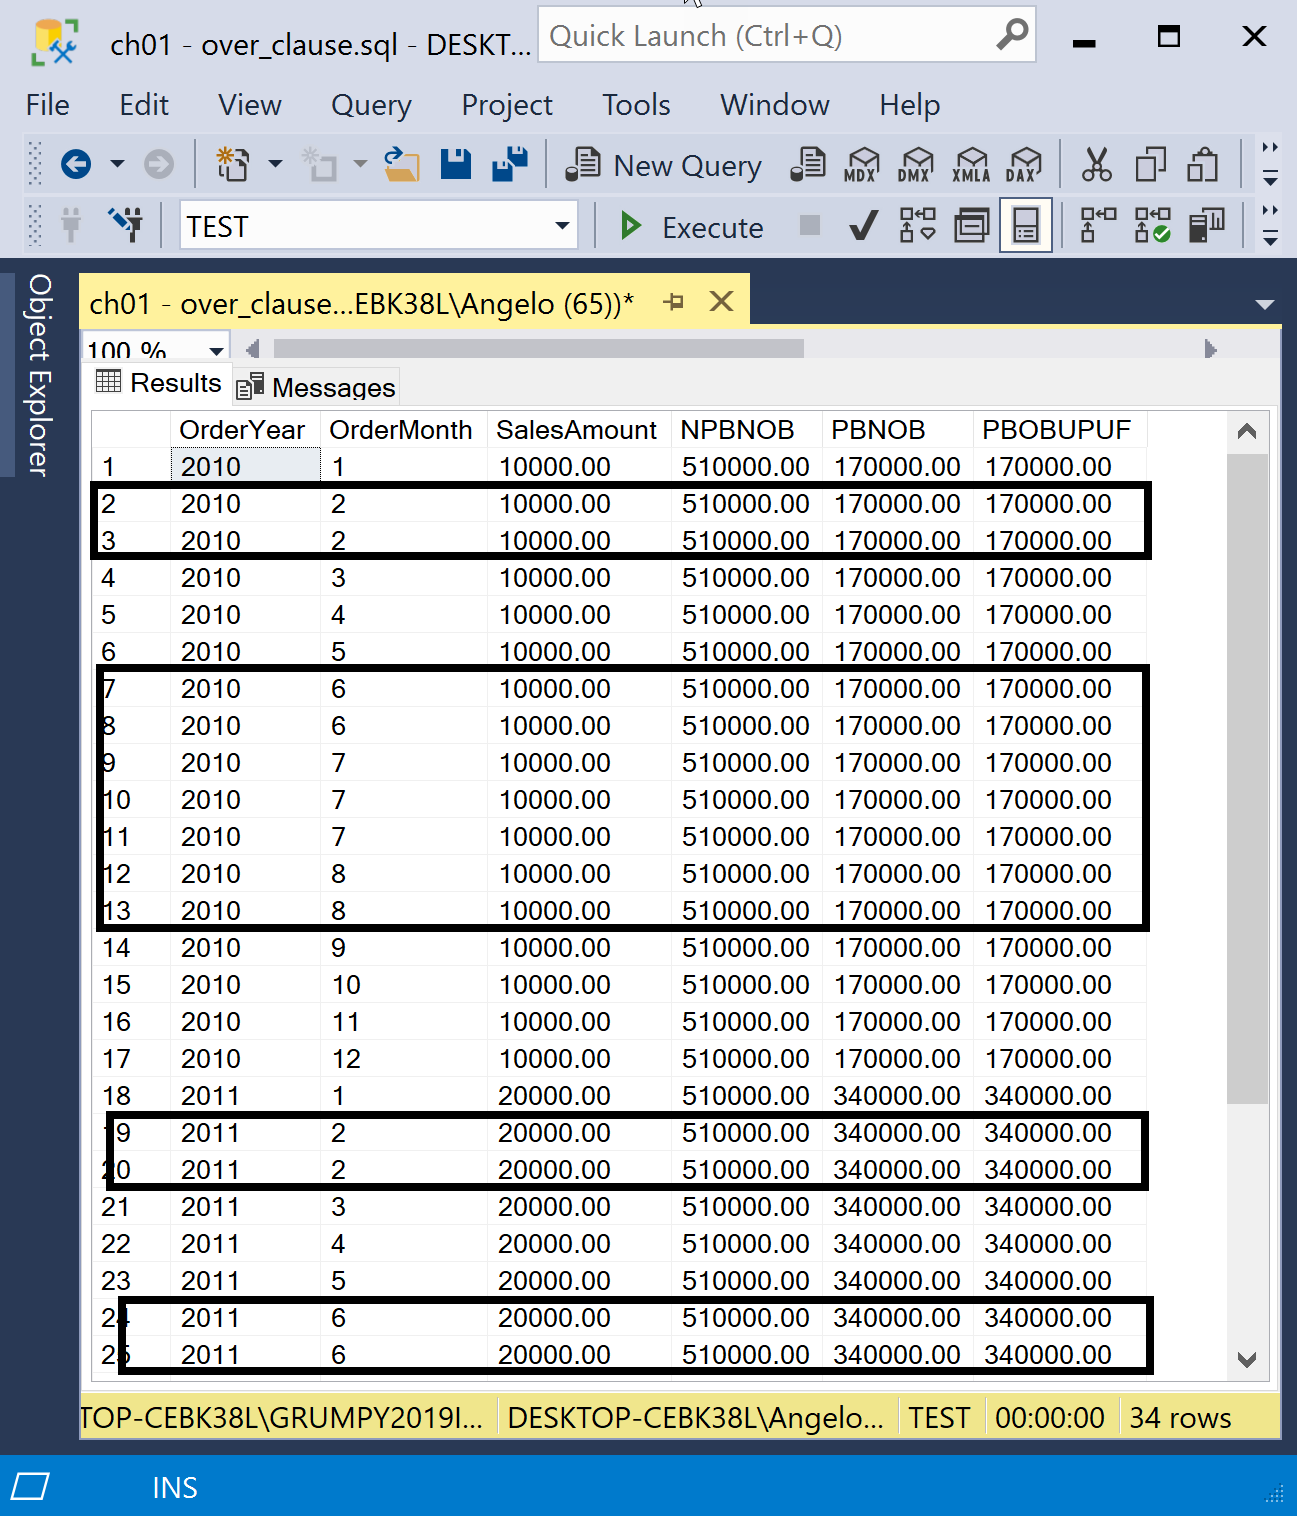 ch01 - over_clause.sql - DESKT... Quick Launch (Ctrl+Q)
File Edit View Query Project Tools Window Help
New Query MDX DMX XMLA DAX
TEST Execute
Object Explorer
ch01 - over_clause...EBK38L\Angelo (65))*
100 %
Results Messages
OrderYear OrderMonth SalesAmount NPBNOB PBNOB PBOBUPUF
1 2010 1 10000.00 510000.00 170000.00 170000.00
2 2010 2 10000.00 510000.00 170000.00 170000.00
3 2010 2 10000.00 510000.00 170000.00 170000.00
4 2010 3 10000.00 510000.00 170000.00 170000.00
5 2010 4 10000.00 510000.00 170000.00 170000.00
6 2010 5 10000.00 510000.00 170000.00 170000.00
7 2010 6 10000.00 510000.00 170000.00 170000.00
8 2010 6 10000.00 510000.00 170000.00 170000.00
9 2010 7 10000.00 510000.00 170000.00 170000.00
10 2010 7 10000.00 510000.00 170000.00 170000.00
11 2010 7 10000.00 510000.00 170000.00 170000.00
12 2010 8 10000.00 510000.00 170000.00 170000.00
13 2010 8 10000.00 510000.00 170000.00 170000.00
14 2010 9 10000.00 510000.00 170000.00 170000.00
15 2010 10 10000.00 510000.00 170000.00 170000.00
16 2010 11 10000.00 510000.00 170000.00 170000.00
17 2010 12 10000.00 510000.00 170000.00 170000.00
18 2011 1 20000.00 510000.00 340000.00 340000.00
19 2011 2 20000.00 510000.00 340000.00 340000.00
20 2011 2 20000.00 510000.00 340000.00 340000.00
21 2011 3 20000.00 510000.00 340000.00 340000.00
22 2011 4 20000.00 510000.00 340000.00 340000.00
23 2011 5 20000.00 510000.00 340000.00 340000.00
24 2011 6 20000.00 510000.00 340000.00 340000.00
25 2011 6 20000.00 510000.00 340000.00 340000.00
TOP-CEBK38L\GRUMPY2019I... DESKTOP-CEBK38L\Angelo... TEST 00:00:00 34 rows
INS